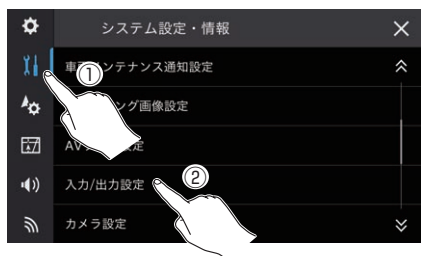 システム設定・情報
①
車両メンテナンス通知設定
ング画像設定
AV
定
入力/出力設定
②
カメラ設定